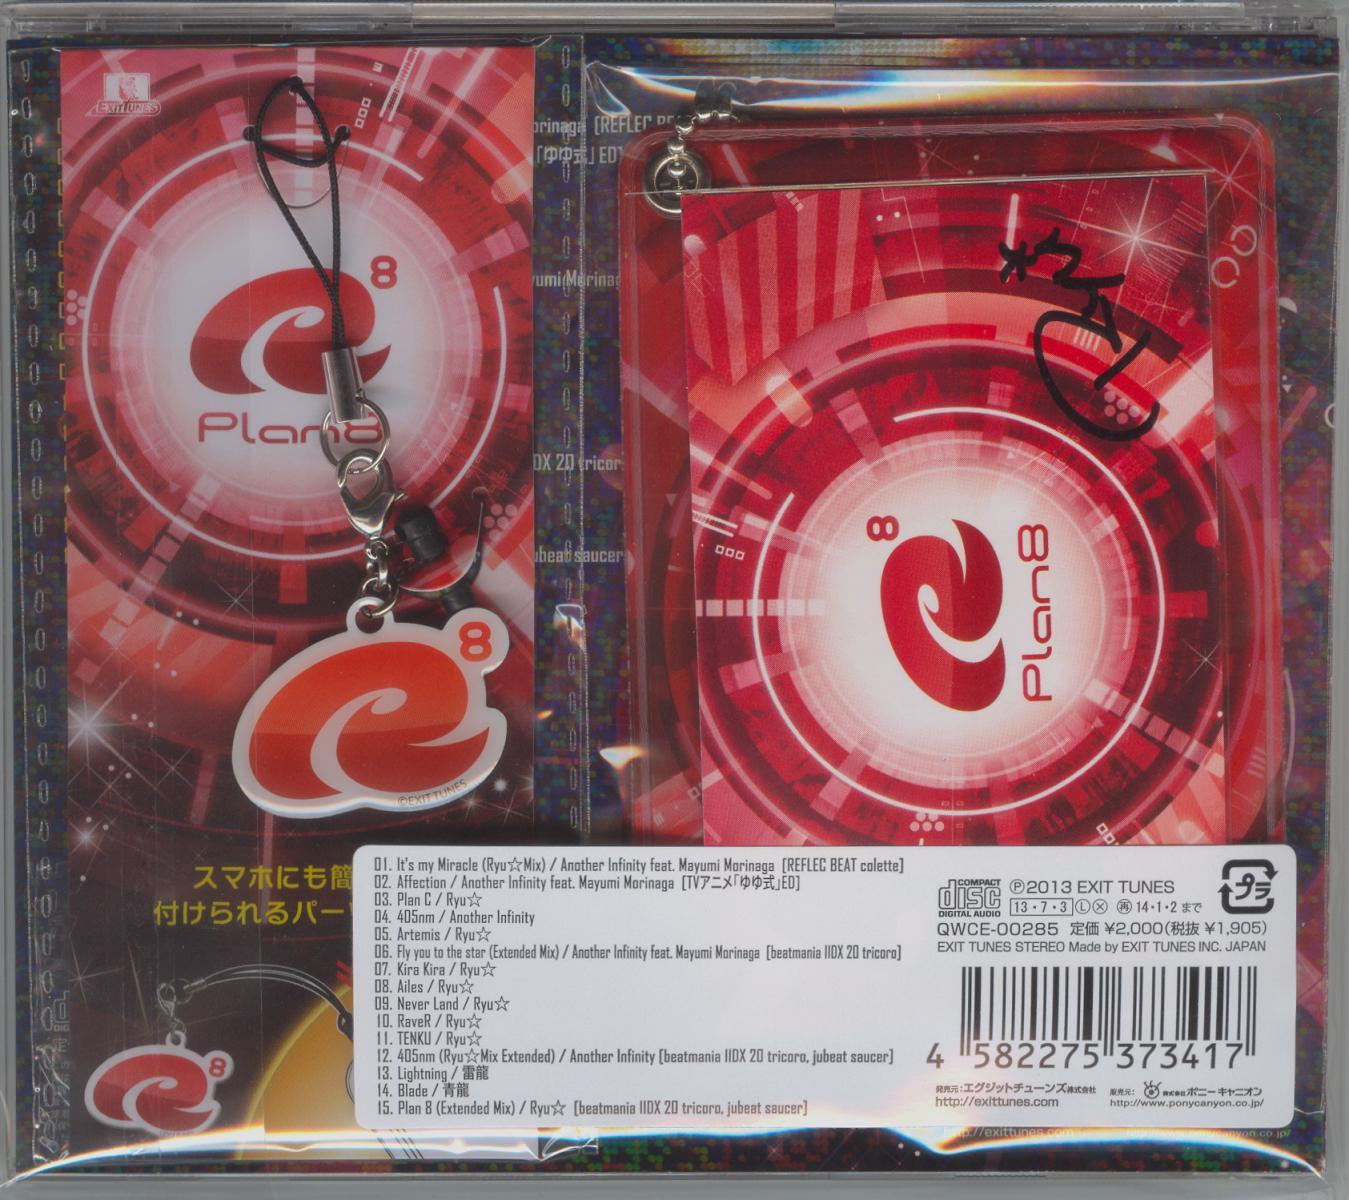 EXIT TUNES
8
Plan8
8
©EXIT TUNES
スマホにも簡
付けられるパー
8
orinaga [REFLEC BE
「ゆゆ式」ED]
yumi Morinaga
IDX 20 tricor
ubeat saucer
8
Plan8
01. It's my Miracle (Ryu☆Mix) / Another Infinity feat. Mayumi Morinaga [REFLEC BEAT colette]
02. Affection / Another Infinity feat. Mayumi Morinaga [TVアニメ「ゆゆ式」ED]
03. Plan C / Ryu☆
04. 405nm / Another Infinity
05. Artemis / Ryu☆
06. Fly you to the star (Extended Mix) / Another Infinity feat. Mayumi Morinaga [beatmania IIDX 20 tricoro]
07. Kira Kira / Ryu☆
08. Ailes / Ryu☆
09. Never Land / Ryu☆
10. RaveR / Ryu☆
11. TENKU / Ryu☆
12. 405nm (Ryu☆Mix Extended) / Another Infinity [beatmania IIDX 20 tricoro, jubeat saucer]
13. Lightning / 雷龍
14. Blade / 青龍
15. Plan 8 (Extended Mix) / Ryu☆ [beatmania IIDX 20 tricoro, jubeat saucer]
COMPACT
disc
DIGITAL AUDIO
Ⓟ2013 EXIT TUNES
13・7・3 Ⓛ Ⓧ 再 14・1・2 まで
プラ
QWCE-00285 定価 ¥2,000(税抜 ¥1,905)
EXIT TUNES STEREO Made by EXIT TUNES INC. JAPAN
4 582275 373417
発売元:エグジットチューンズ株式会社
http://exittunes.com
販売元: 株式会社ポニーキャニオン
http://www.ponycanyon.co.jp/
http://exittunes.com